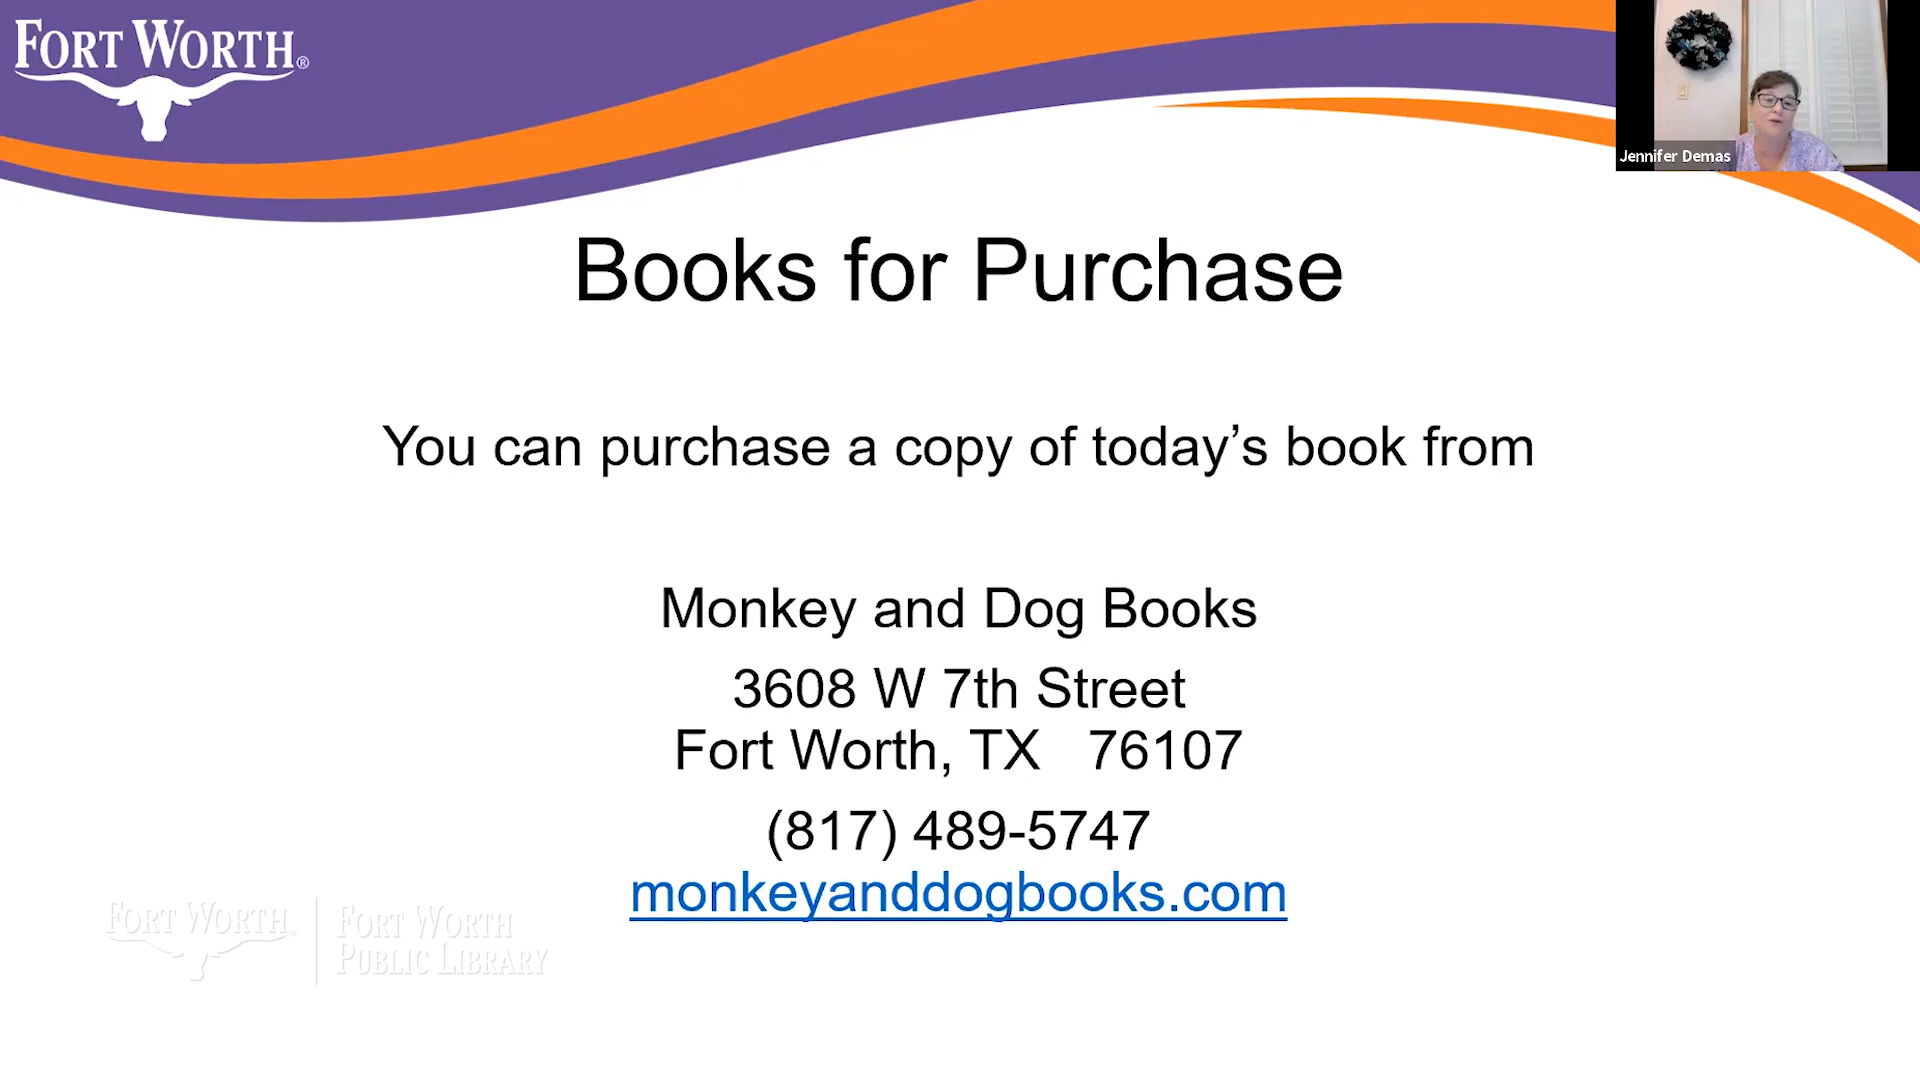 FORT WORTH®
Jennifer Demas
Books for Purchase
You can purchase a copy of today’s book from
Monkey and Dog Books
3608 W 7th Street
Fort Worth, TX 76107
(817) 489-5747
monkeyanddogbooks.com
FORT WORTH®
FORT WORTH
PUBLIC LIBRARY